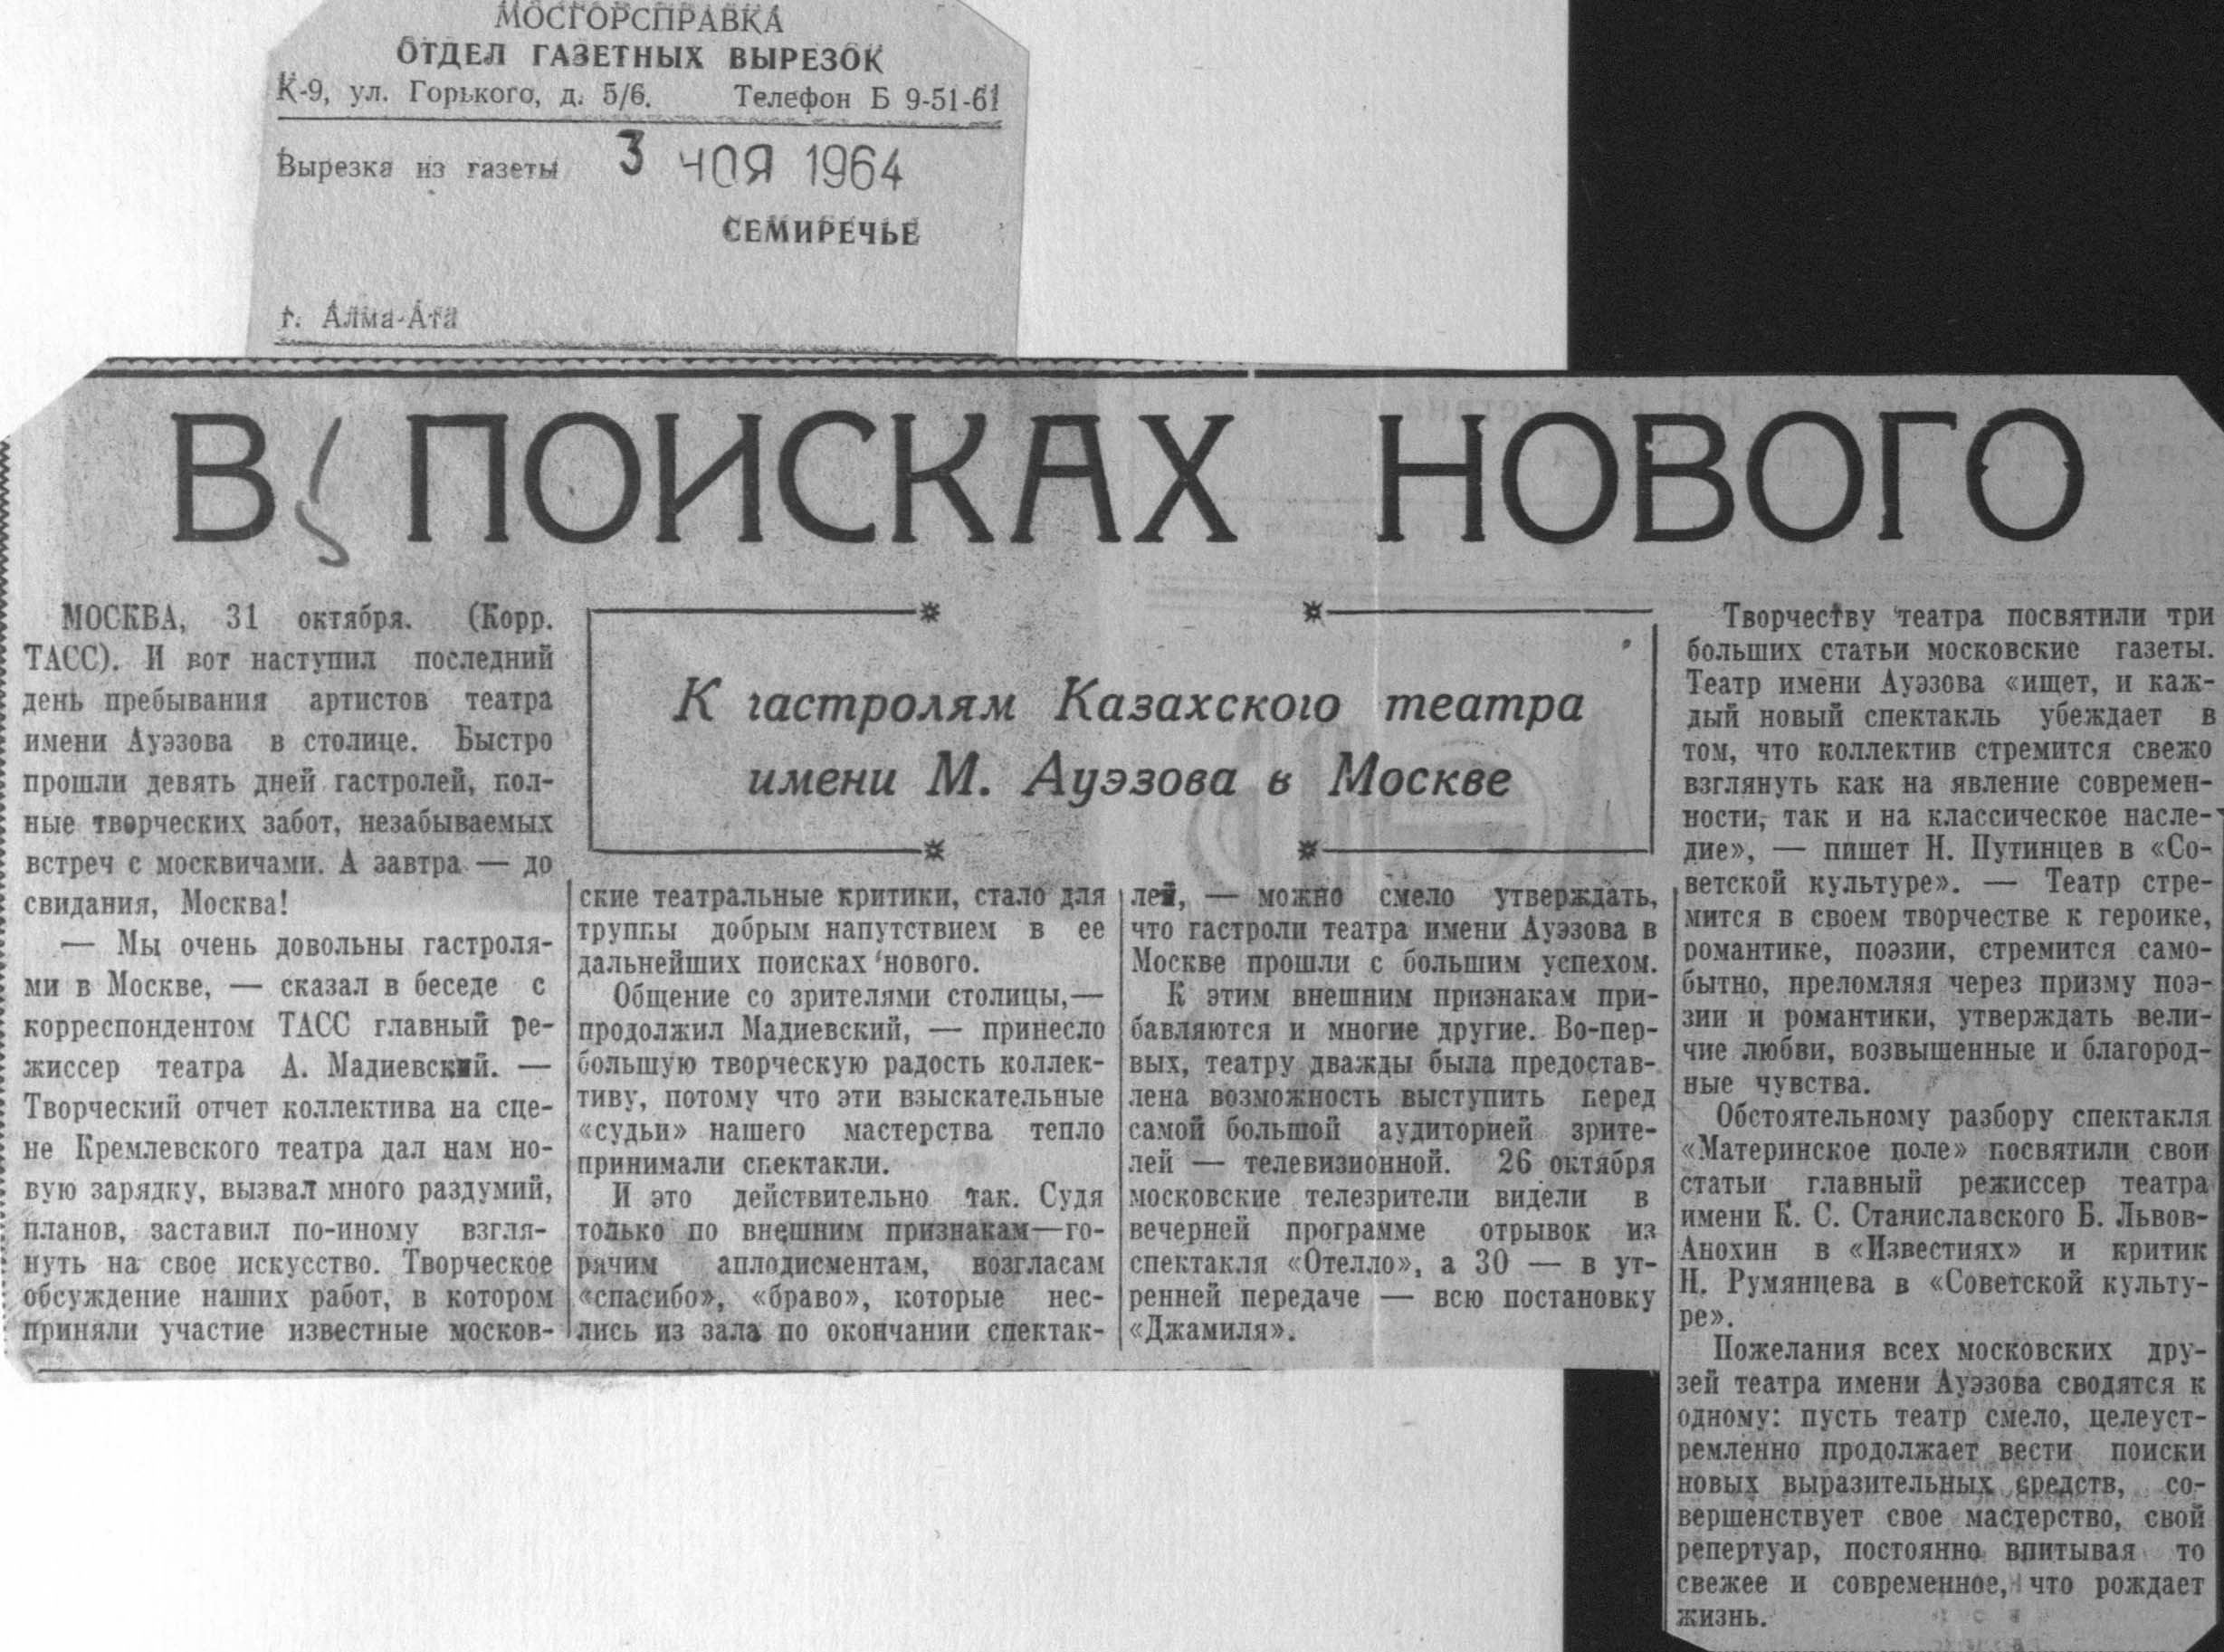 МОСГОРСПРАВКА
ОТДЕЛ ГАЗЕТНЫХ ВЫРЕЗОК
К-9, ул. Горького, д. 5/6. Телефон Б 9-51-61
Вырезка из газеты
3 НОЯ 1964
СЕМИРЕЧЬЕ
г. Алма-Ата
В ПОИСКАХ НОВОГО
МОСКВА, 31 октября. (Корр.
ТАСС). И вот наступил последний
день пребывания артистов театра
имени Ауэзова в столице. Быстро
прошли девять дней гастролей, пол-
ные творческих забот, незабываемых
встреч с москвичами. А завтра — до
свидания, Москва!
— Мы очень довольны гастроля-
ми в Москве, — сказал в беседе с
корреспондентом ТАСС главный ре-
жиссер театра А. Мадиевский. —
Творческий отчет коллектива на сце-
не Кремлевского театра дал нам но-
вую зарядку, вызвал много раздумий,
планов, заставил по-иному взгля-
нуть на свое искусство. Творческое
обсуждение наших работ, в котором
приняли участие известные москов-
К гастролям Казахского театра
имени М. Ауэзова в Москве
ские театральные критики, стало для
труппы добрым напутствием в ее
дальнейших поисках нового.
Общение со зрителями столицы,—
продолжил Мадиевский, — принесло
большую творческую радость коллек-
тиву, потому что эти взыскательные
«судьи» нашего мастерства тепло
принимали спектакли.
И это действительно так. Судя
только по внешним признакам—го-
рячим аплодисментам, возгласам
«спасибо», «браво», которые нес-
лись из зала по окончании спектак-
лей, — можно смело утверждать,
что гастроли театра имени Ауэзова в
Москве прошли с большим успехом.
К этим внешним признакам при-
бавляются и многие другие. Во-пер-
вых, театру дважды была предостав-
лена возможность выступить перед
самой большой аудиторией зрите-
лей — телевизионной. 26 октября
московские телезрители видели в
вечерней программе отрывок из
спектакля «Отелло», а 30 — в ут-
ренней передаче — всю постановку
«Джамиля».
Творчеству театра посвятили три
больших статьи московские газеты.
Театр имени Ауэзова «ищет, и каж-
дый новый спектакль убеждает в
том, что коллектив стремится свежо
взглянуть как на явление современ-
ности, так и на классическое насле-
дие», — пишет Н. Путинцев в «Со-
ветской культуре». — Театр стре-
мится в своем творчестве к героике,
романтике, поэзии, стремится само-
бытно, преломляя через призму поэ-
зии и романтики, утверждать вели-
чие любви, возвышенные и благород-
ные чувства.
Обстоятельному разбору спектакля
«Материнское поле» посвятили свои
статьи главный режиссер театра
имени К. С. Станиславского Б. Львов-
Анохин в «Известиях» и критик
Н. Румянцева в «Советской культу-
ре».
Пожелания всех московских дру-
зей театра имени Ауэзова сводятся к
одному: пусть театр смело, целеуст-
ремленно продолжает вести поиски
новых выразительных средств, со-
вершенствует свое мастерство, свой
репертуар, постоянно впитывая то
свежее и современное, что рождает
жизнь.